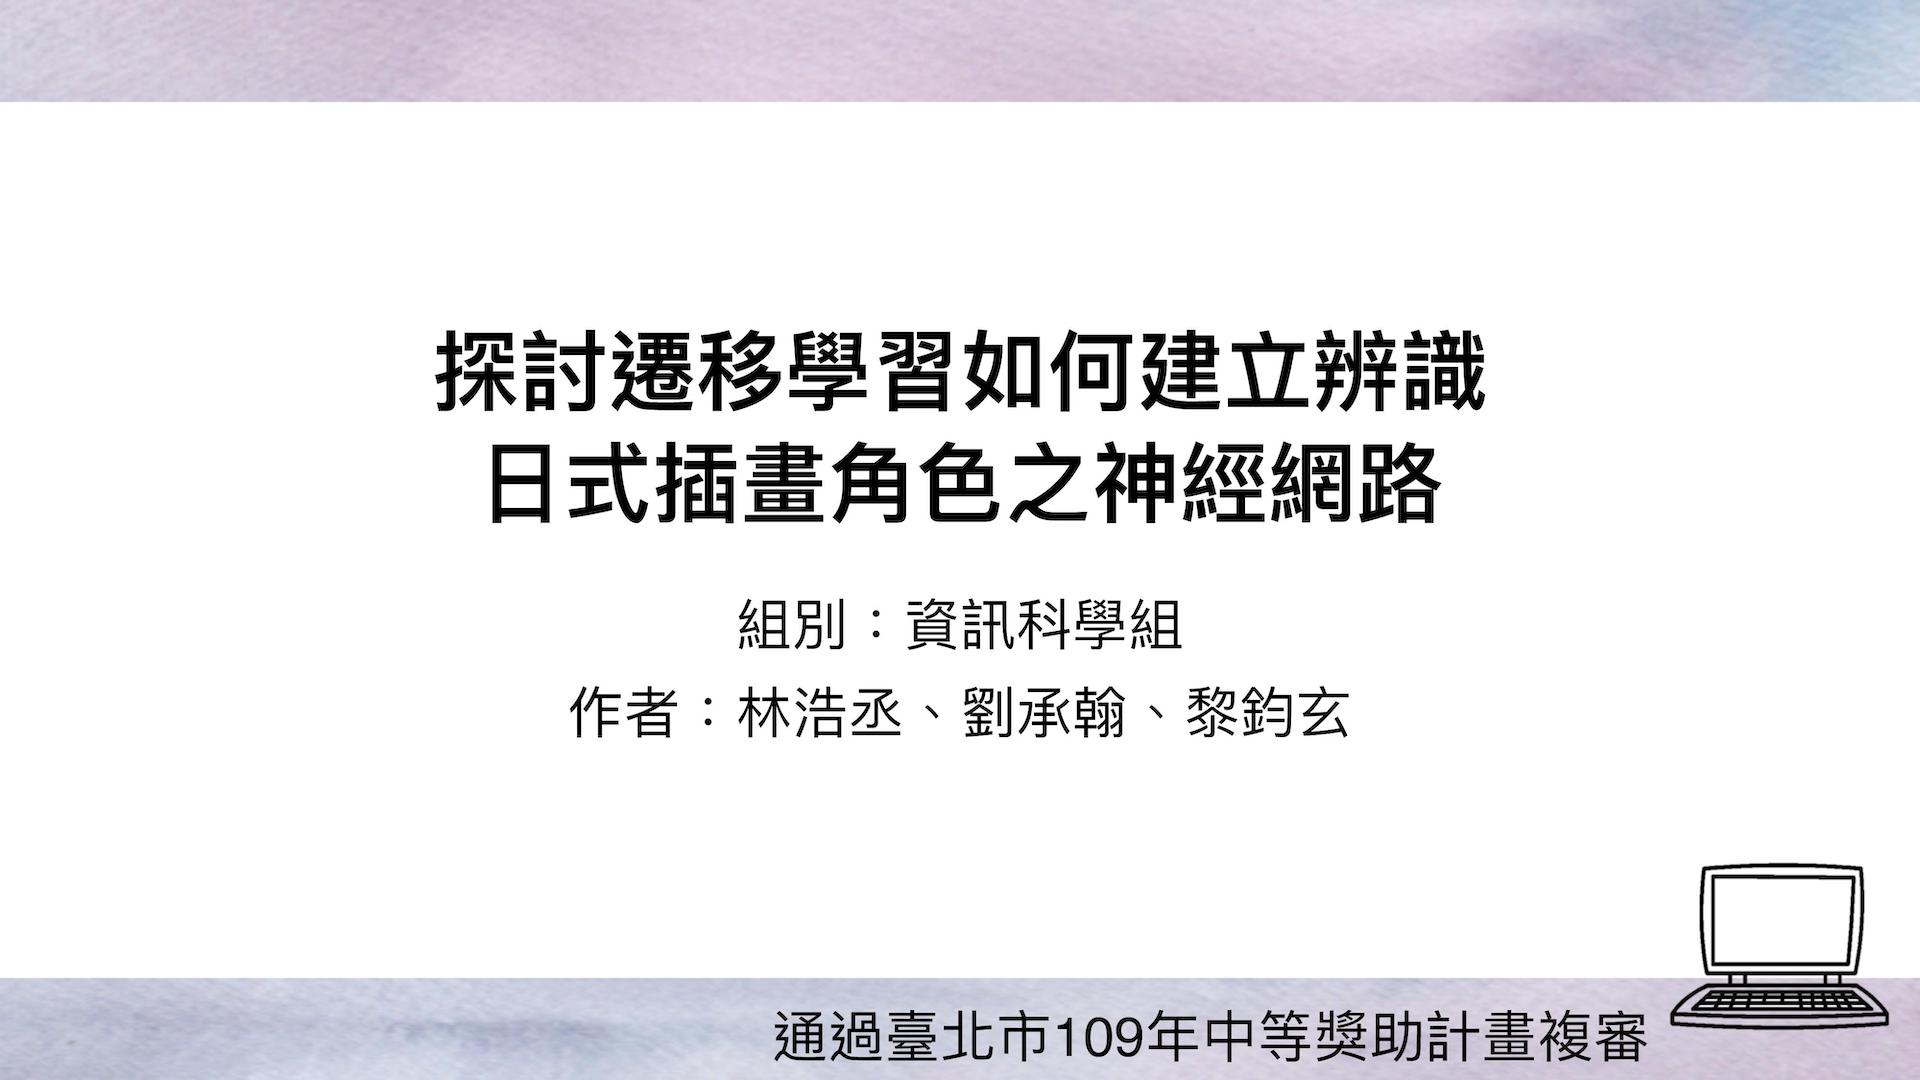 探討遷移學習如何建立辨識
日式插畫角色之神經網路
組別：資訊科學組
作者：林浩丞、劉承翰、黎鈞玄
通過臺北市109年中等獎助計畫複審